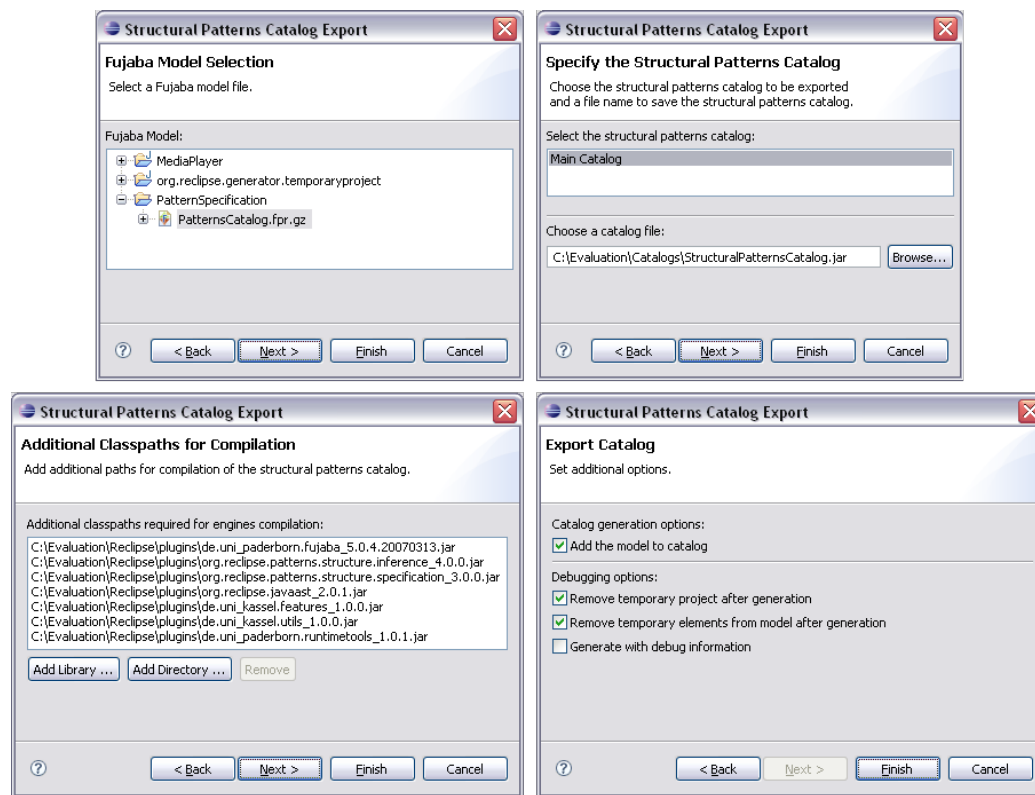 Structural Patterns Catalog Export
Fujaba Model Selection
Select a Fujaba model file.
Fujaba Model:
MediaPlayer
org.reclipse.generator.temporaryproject
PatternSpecification
PatternsCatalog.fpr.gz
< Back
Next >
Finish
Cancel
Structural Patterns Catalog Export
Specify the Structural Patterns Catalog
Choose the structural patterns catalog to be exported
and a file name to save the structural patterns catalog.
Select the structural patterns catalog:
Main Catalog
Choose a catalog file:
C:\Evaluation\Catalogs\StructuralPatternsCatalog.jar
Browse...
< Back
Next >
Finish
Cancel
Structural Patterns Catalog Export
Additional Classpaths for Compilation
Add additional paths for compilation of the structural patterns catalog.
Additional classpaths required for engines compilation:
C:\Evaluation\Reclipse\plugins\de.uni_paderborn.fujaba_5.0.4.20070313.jar
C:\Evaluation\Reclipse\plugins\org.reclipse.patterns.structure.inference_4.0.0.jar
C:\Evaluation\Reclipse\plugins\org.reclipse.patterns.structure.specification_3.0.0.jar
C:\Evaluation\Reclipse\plugins\org.reclipse.javaast_2.0.1.jar
C:\Evaluation\Reclipse\plugins\de.uni_kassel.features_1.0.0.jar
C:\Evaluation\Reclipse\plugins\de.uni_kassel.utils_1.0.0.jar
C:\Evaluation\Reclipse\plugins\de.uni_paderborn.runtimetools_1.0.1.jar
Add Library ...
Add Directory ...
Remove
< Back
Next >
Finish
Cancel
Structural Patterns Catalog Export
Export Catalog
Set additional options.
Catalog generation options:
Add the model to catalog
Debugging options:
Remove temporary project after generation
Remove temporary elements from model after generation
Generate with debug information
< Back
Next >
Finish
Cancel